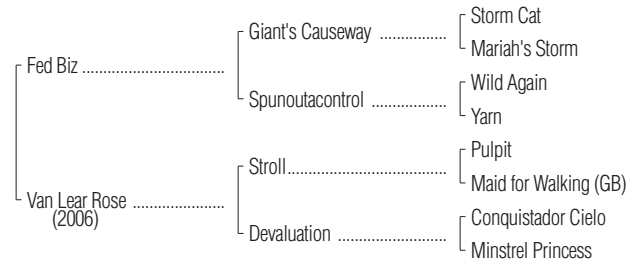 Storm Cat
Giant's Causeway ................
Mariah's Storm
Fed Biz ..................................
Wild Again
Spunoutacontrol ..................
Yarn
Pulpit
Stroll......................................
Maid for Walking (GB)
Van Lear Rose ......................
(2006)
Conquistador Cielo
Devaluation ..........................
Minstrel Princess